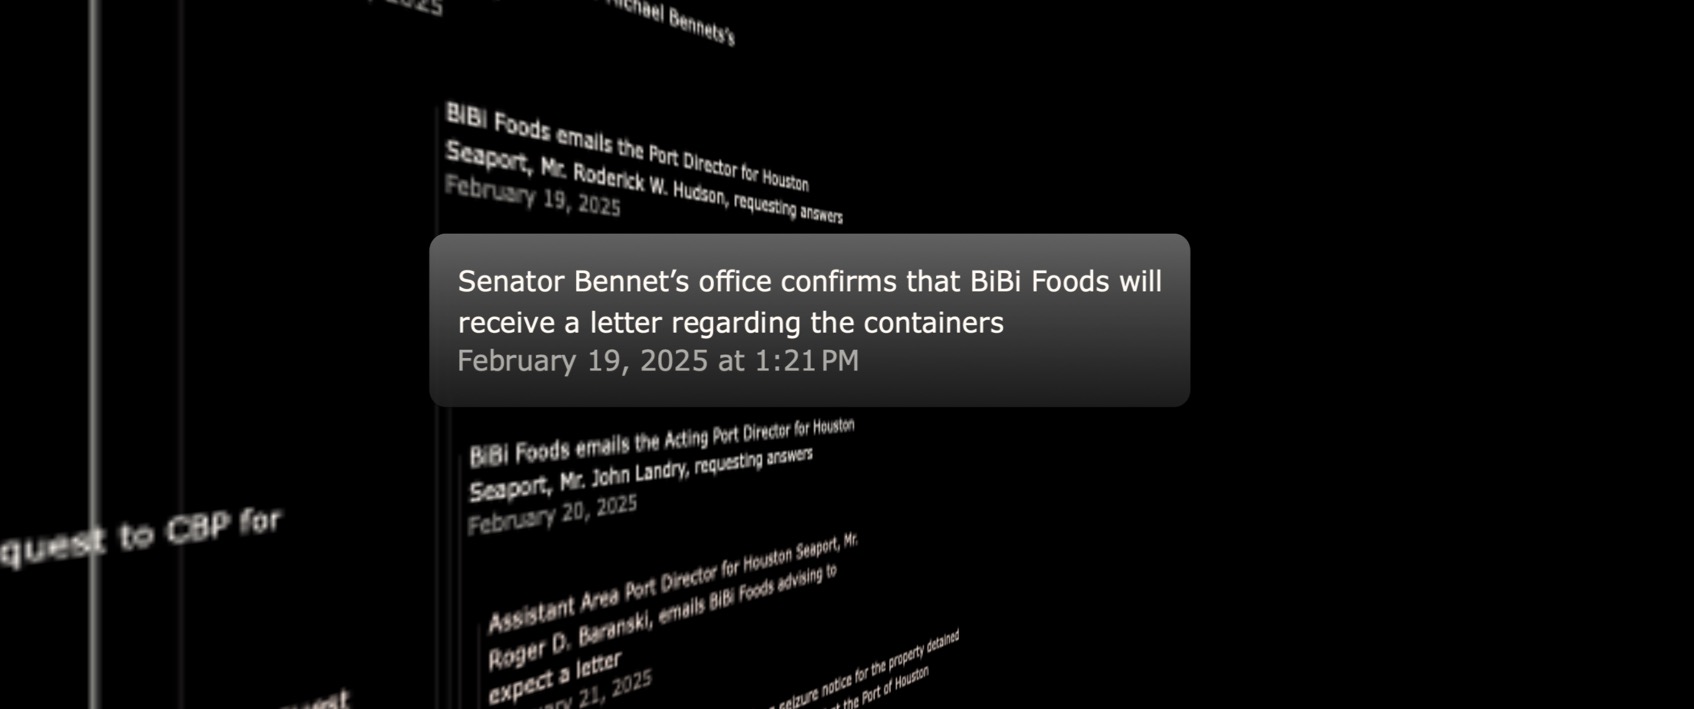 2025
Michael Bennets's
BiBi Foods emails the Port Director for Houston
Seaport, Mr. Roderick W. Hudson, requesting answers
February 19, 2025
Senator Bennet’s office confirms that BiBi Foods will
receive a letter regarding the containers
February 19, 2025 at 1:21 PM
BiBi Foods emails the Acting Port Director for Houston
Seaport, Mr. John Landry, requesting answers
February 20, 2025
quest to CBP for
Assistant Area Port Director for Houston Seaport, Mr.
Roger D. Baranski, emails BiBi Foods advising to
expect a letter
21, 2025
seizure notice for the property detained
the Port of Houston